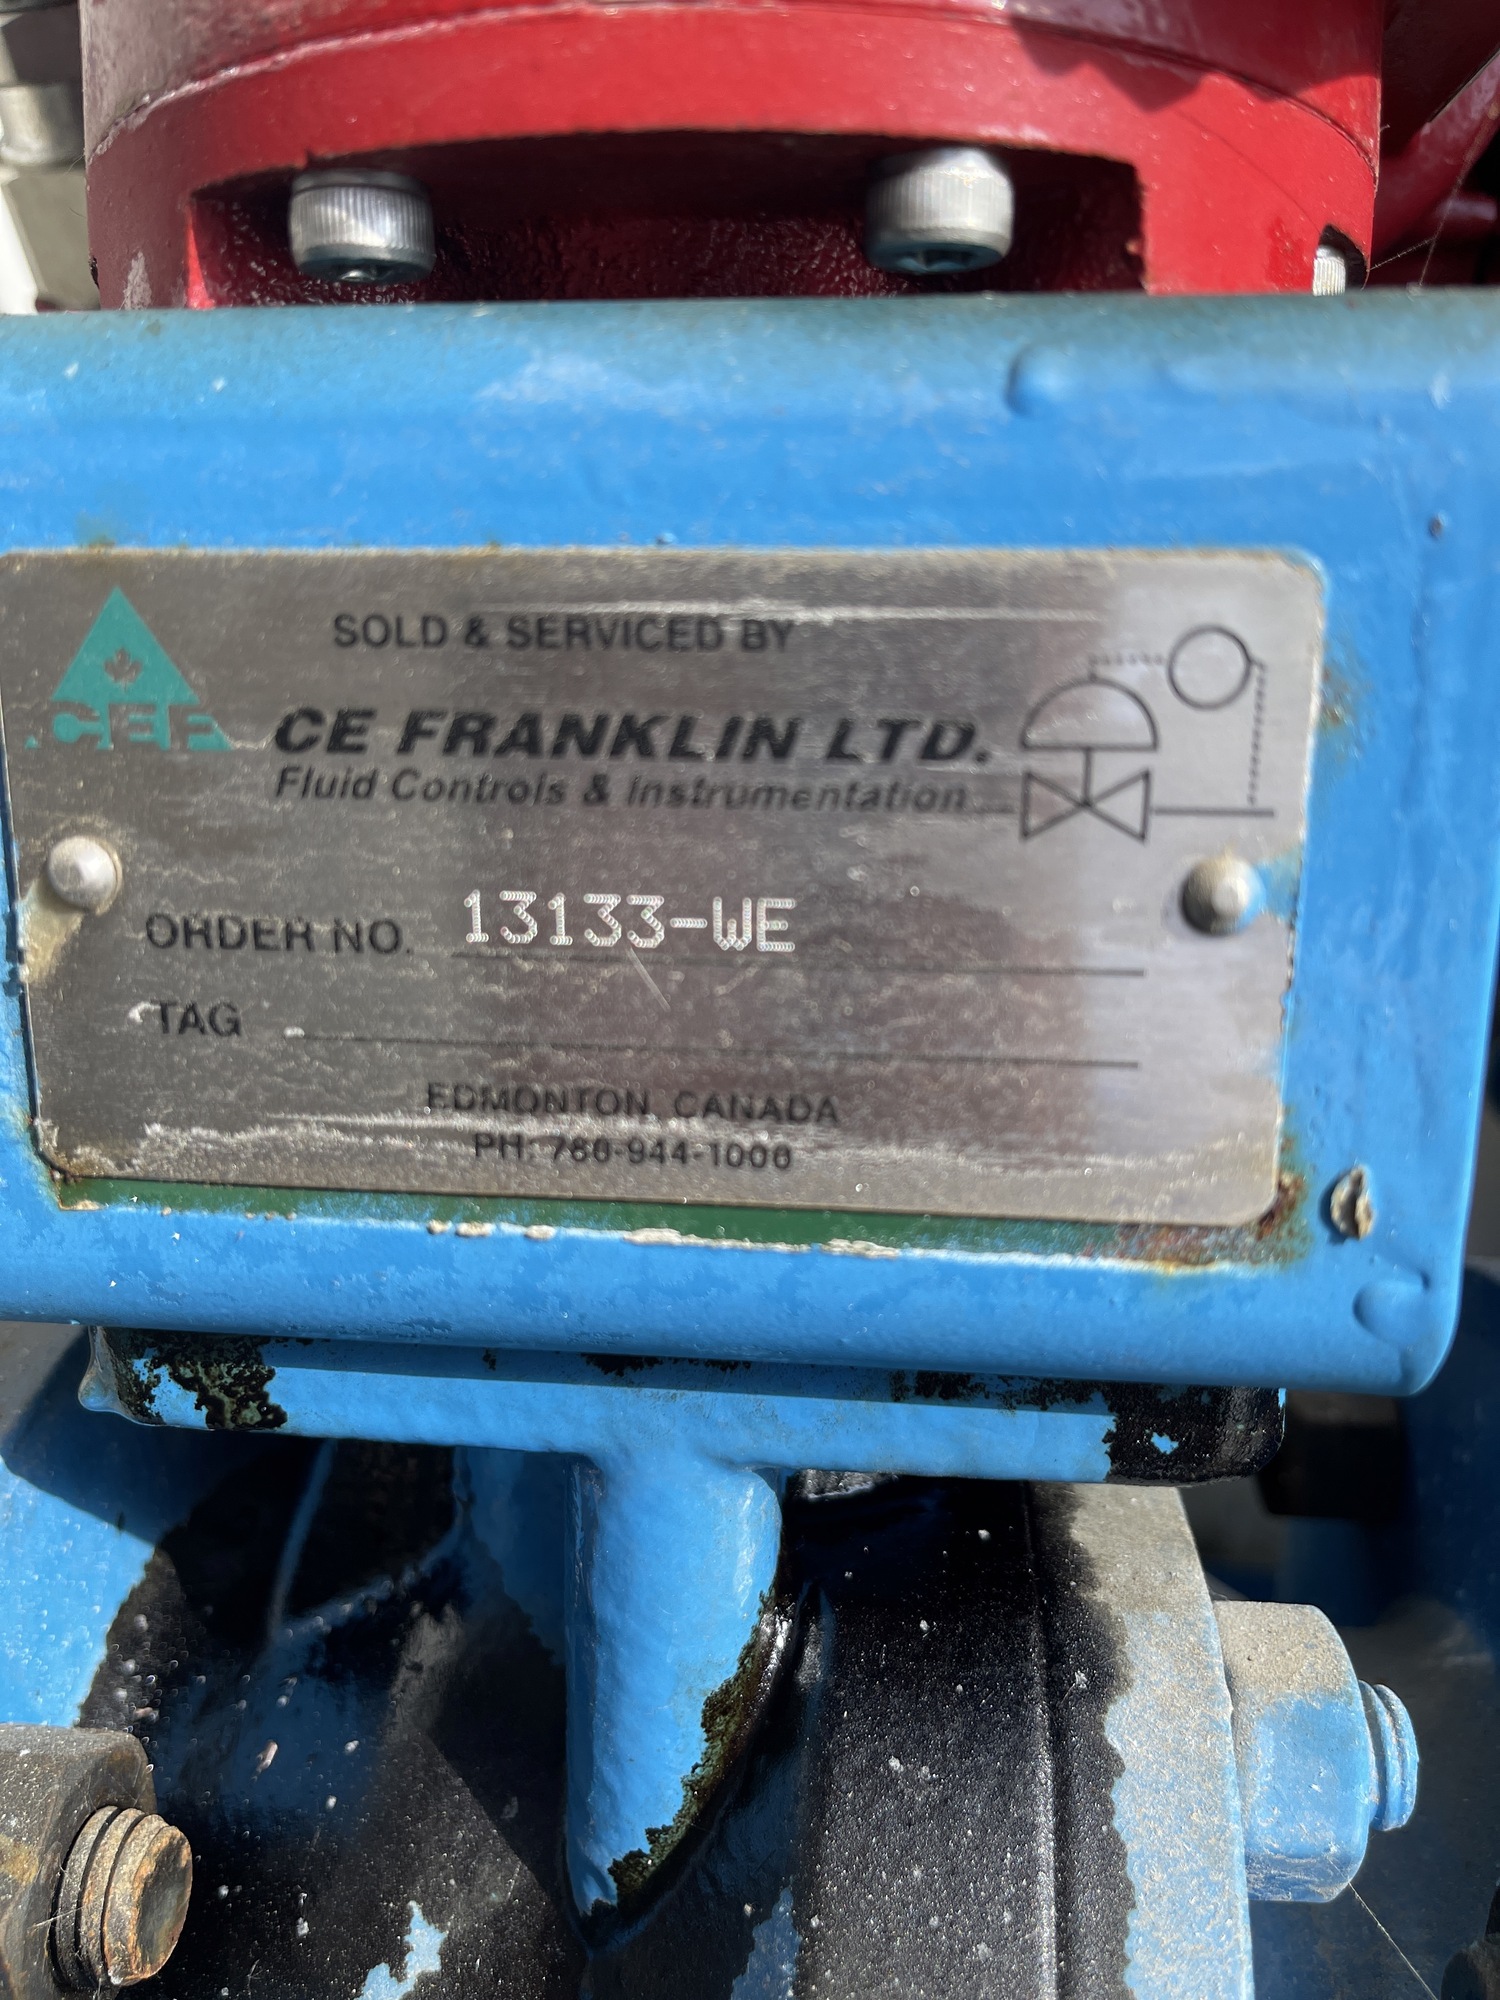 SOLD & SERVICED BY
CEF
CE FRANKLIN LTD.
Fluid Controls & Instrumentation
ORDER NO. 13133-WE
TAG
EDMONTON, CANADA
PH: 780-944-1000